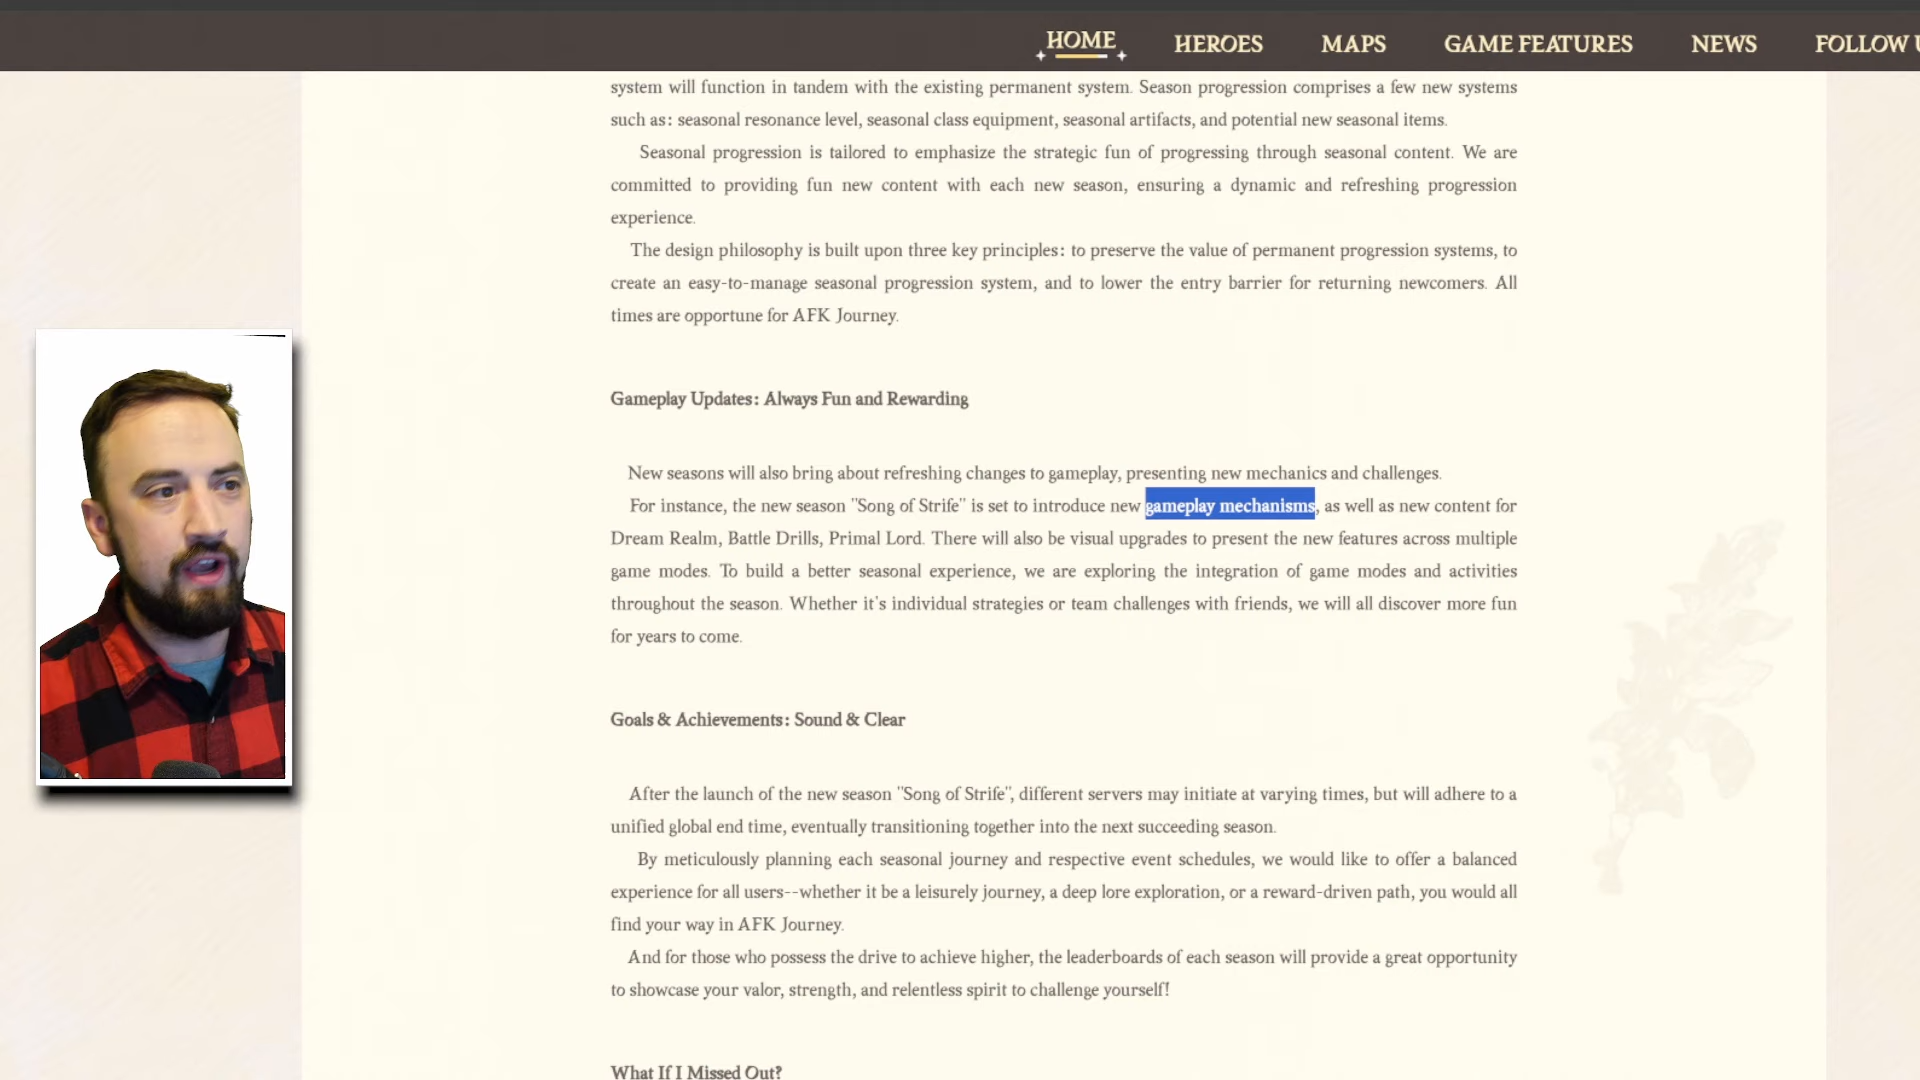 HOME HEROES MAPS GAME FEATURES NEWS FOLLOW U
system will function in tandem with the existing permanent system. Season progression comprises a few new systems
such as: seasonal resonance level, seasonal class equipment, seasonal artifacts, and potential new seasonal items.
Seasonal progression is tailored to emphasize the strategic fun of progressing through seasonal content. We are
committed to providing fun new content with each new season, ensuring a dynamic and refreshing progression
experience.
The design philosophy is built upon three key principles: to preserve the value of permanent progression systems, to
create an easy-to-manage seasonal progression system, and to lower the entry barrier for returning newcomers. All
times are opportune for AFK Journey.
Gameplay Updates: Always Fun and Rewarding
New seasons will also bring about refreshing changes to gameplay, presenting new mechanics and challenges.
For instance, the new season "Song of Strife" is set to introduce new gameplay mechanisms, as well as new content for
Dream Realm, Battle Drills, Primal Lord. There will also be visual upgrades to present the new features across multiple
game modes. To build a better seasonal experience, we are exploring the integration of game modes and activities
throughout the season. Whether it's individual strategies or team challenges with friends, we will all discover more fun
for years to come.
Goals & Achievements: Sound & Clear
After the launch of the new season "Song of Strife", different servers may initiate at varying times, but will adhere to a
unified global end time, eventually transitioning together into the next succeeding season.
By meticulously planning each seasonal journey and respective event schedules, we would like to offer a balanced
experience for all users--whether it be a leisurely journey, a deep lore exploration, or a reward-driven path, you would all
find your way in AFK Journey.
And for those who possess the drive to achieve higher, the leaderboards of each season will provide a great opportunity
to showcase your valor, strength, and relentless spirit to challenge yourself!
What If I Missed Out?